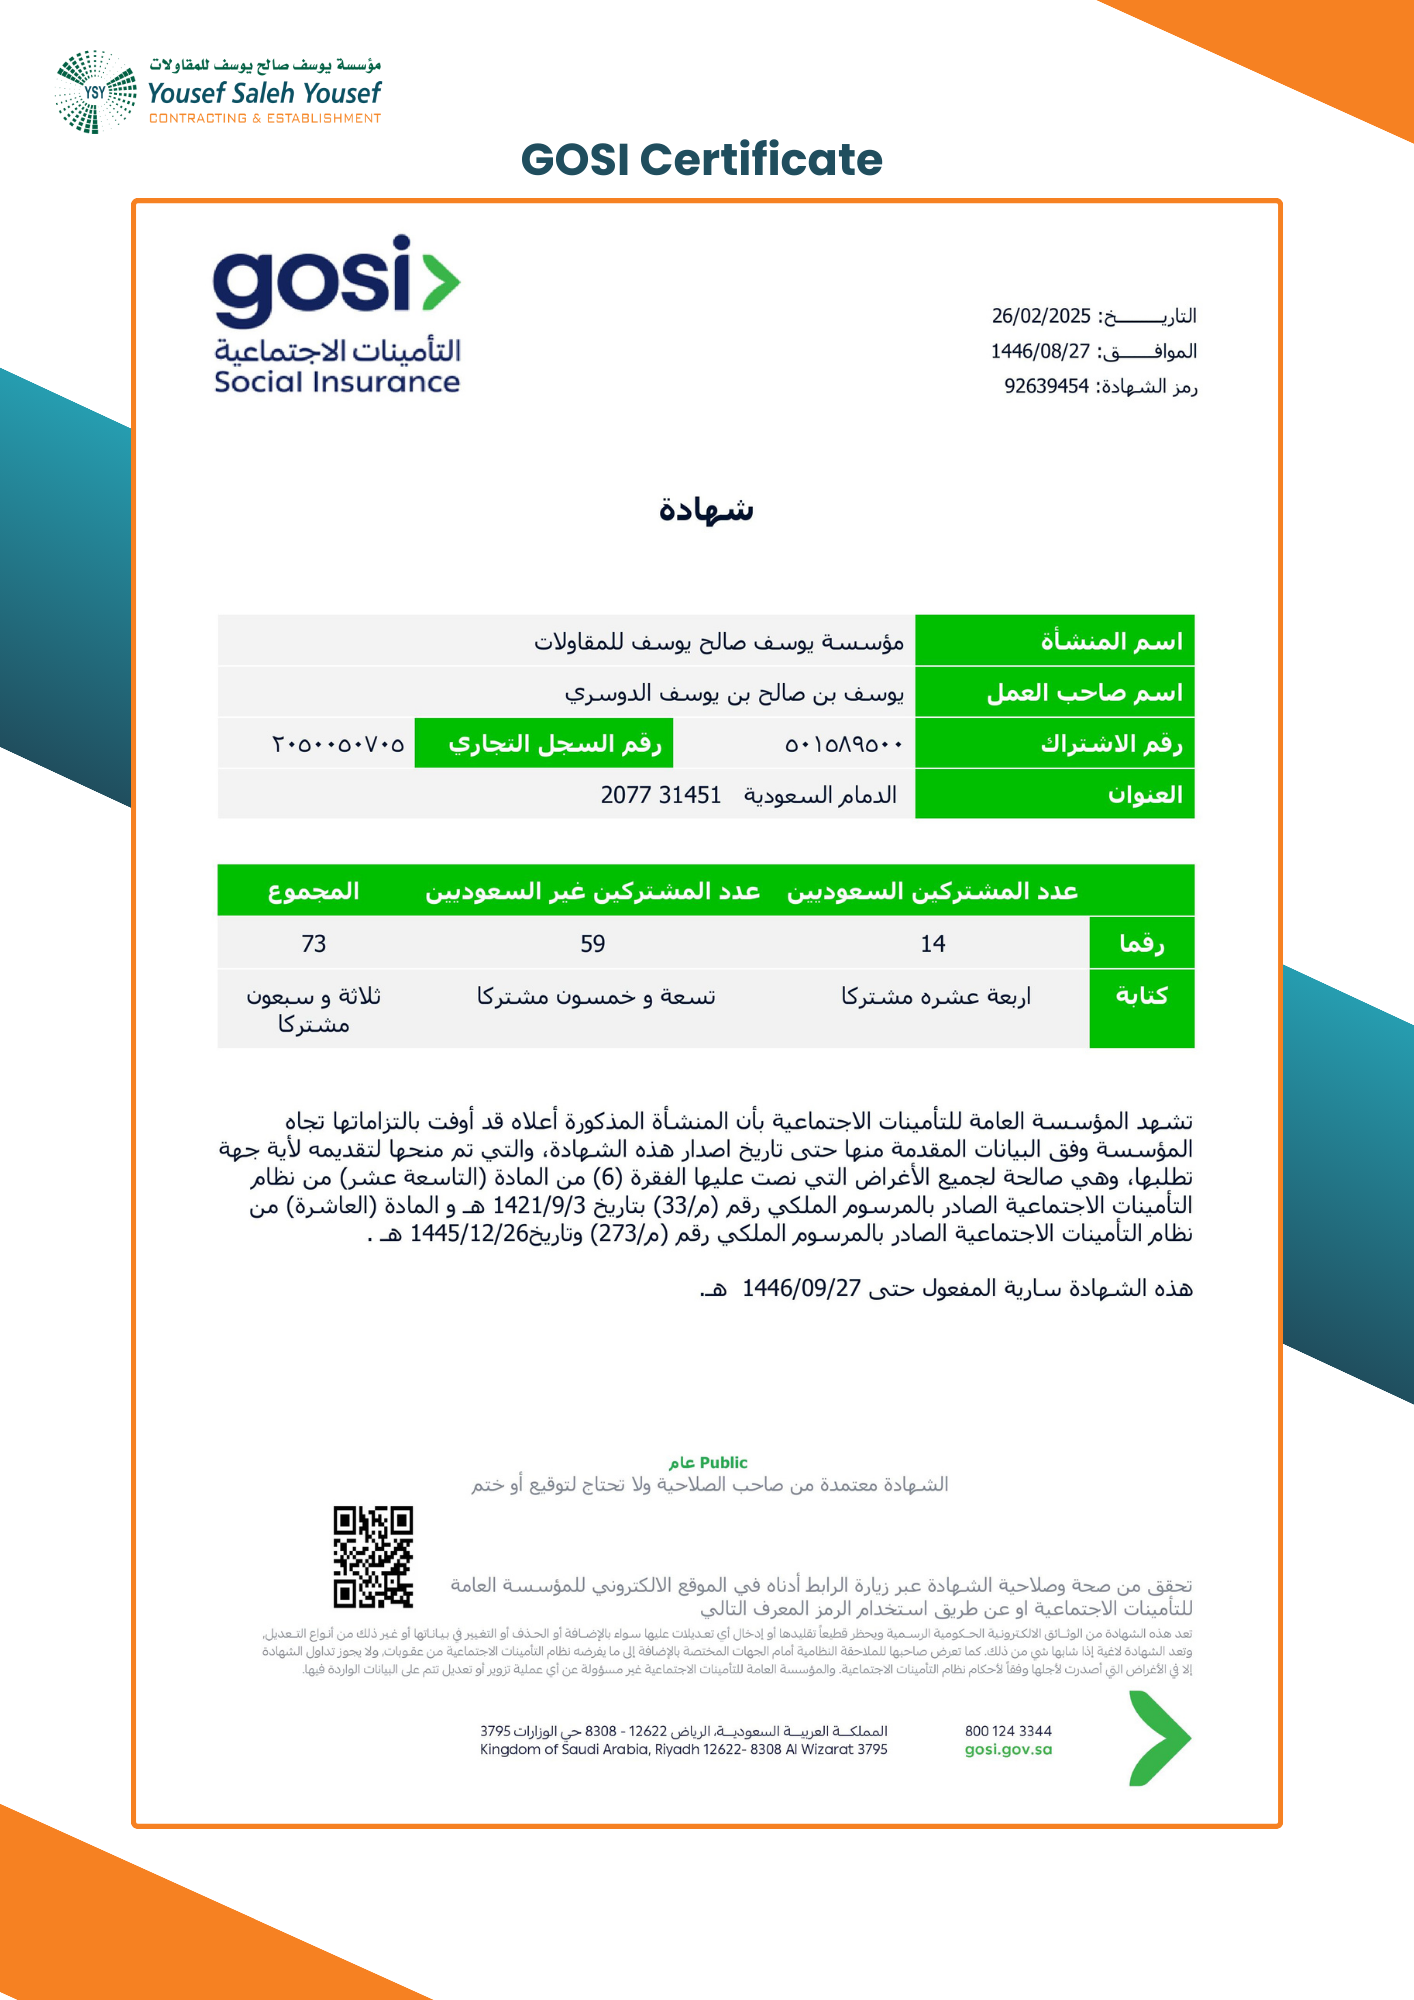 مؤسسة يوسف صالح يوسف للمقاولات
YSY
Yousef Saleh Yousef
CONTRACTING & ESTABLISHMENT
GOSI Certificate
gosi
التأمينات الاجتماعية
Social Insurance
التاريـــــــخ: 26/02/2025
الموافـــــق: 1446/08/27
رمز الشهادة: 92639454
شهادة
اسم المنشأة مؤسسة يوسف صالح يوسف للمقاولات
اسم صاحب العمل يوسف بن صالح بن يوسف الدوسري
رقم الاشتراك ٥٠١٥٨٩٥٠٠ رقم السجل التجاري ٢٠٥٠٠٥٠٧٠٥
العنوان الدمام السعودية 31451 2077
عدد المشتركين السعوديين عدد المشتركين غير السعوديين المجموع
رقما 14 59 73
كتابة اربعة عشره مشتركا تسعة و خمسون مشتركا ثلاثة و سبعون
مشتركا
تشهد المؤسسة العامة للتأمينات الاجتماعية بأن المنشأة المذكورة أعلاه قد أوفت بالتزاماتها تجاه
المؤسسة وفق البيانات المقدمة منها حتى تاريخ اصدار هذه الشهادة، والتي تم منحها لتقديمه لأية جهة
تطلبها، وهي صالحة لجميع الأغراض التي نصت عليها الفقرة (6) من المادة (التاسعة عشر) من نظام
التأمينات الاجتماعية الصادر بالمرسوم الملكي رقم (م/33) بتاريخ 1421/9/3 هـ و المادة (العاشرة) من
نظام التأمينات الاجتماعية الصادر بالمرسوم الملكي رقم (م/273) وتاريخ1445/12/26 هـ .
هذه الشهادة سارية المفعول حتى 1446/09/27 هـ.
عام Public
الشهادة معتمدة من صاحب الصلاحية ولا تحتاج لتوقيع أو ختم
تحقق من صحة وصلاحية الشهادة عبر زيارة الرابط أدناه في الموقع الالكتروني للمؤسسة العامة
للتأمينات الاجتماعية او عن طريق استخدام الرمز المعرف التالي
تعد هذه الشهادة من الوثـائق الالكترونية الحـكومية الرسـمية ويحظر قطيعاً تقليدها أو إدخال أي تعـديلات عليها سـواء بالإضـافة أو الحـذف أو التغيير في بيـاناتها أو غير ذلك من أنـواع التـعديل,
وتعد الشهادة لاغية إذا شابها شي من ذلك. كما تعرض صاحبها للملاحقة النظامية أمام الجهات المختصة بالإضافة إلى ما يفرضه نظام التأمينات الاجتماعية من عقـوبات, ولا يجوز تداول الشهادة
إلا في الأغراض التي أصدرت لأجلها وفقاً لأحكام نظام التأمينات الاجتماعية. والمؤسسة العامة للتأمينات الاجتماعية غير مسؤولة عن أي عملية تزوير أو تعديل تتم على البيانات الواردة فيها.
المملكــة العربيــة السعوديــة، الرياض 12622 - 8308 حي الوزارات 3795
Kingdom of Saudi Arabia, Riyadh 12622- 8308 Al Wizarat 3795
800 124 3344
gosi.gov.sa